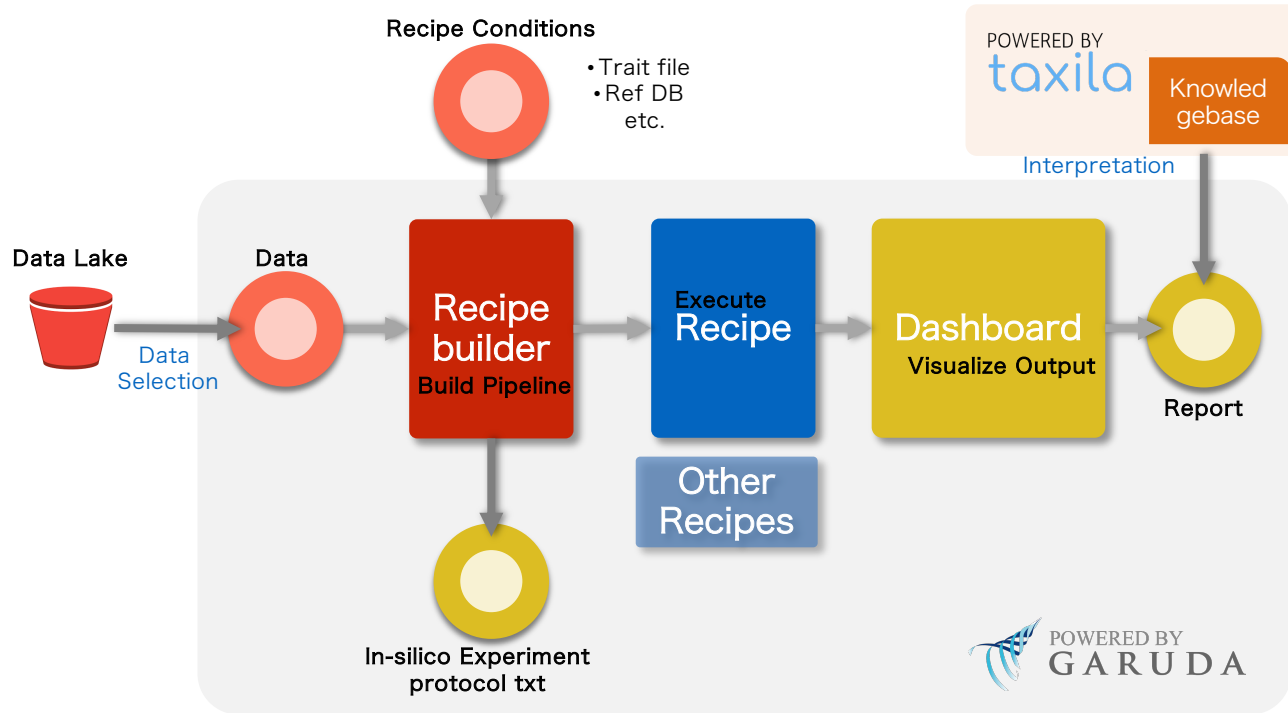 Recipe Conditions
• Trait file
• Ref DB
etc.
POWERED BY
taxila
Knowled
gebase
Interpretation
Data Lake
Data
Data
Selection
Recipe
builder
Build Pipeline
Execute
Recipe
Dashboard
Visualize Output
Report
Other
Recipes
In-silico Experiment
protocol txt
POWERED BY
GARUDA